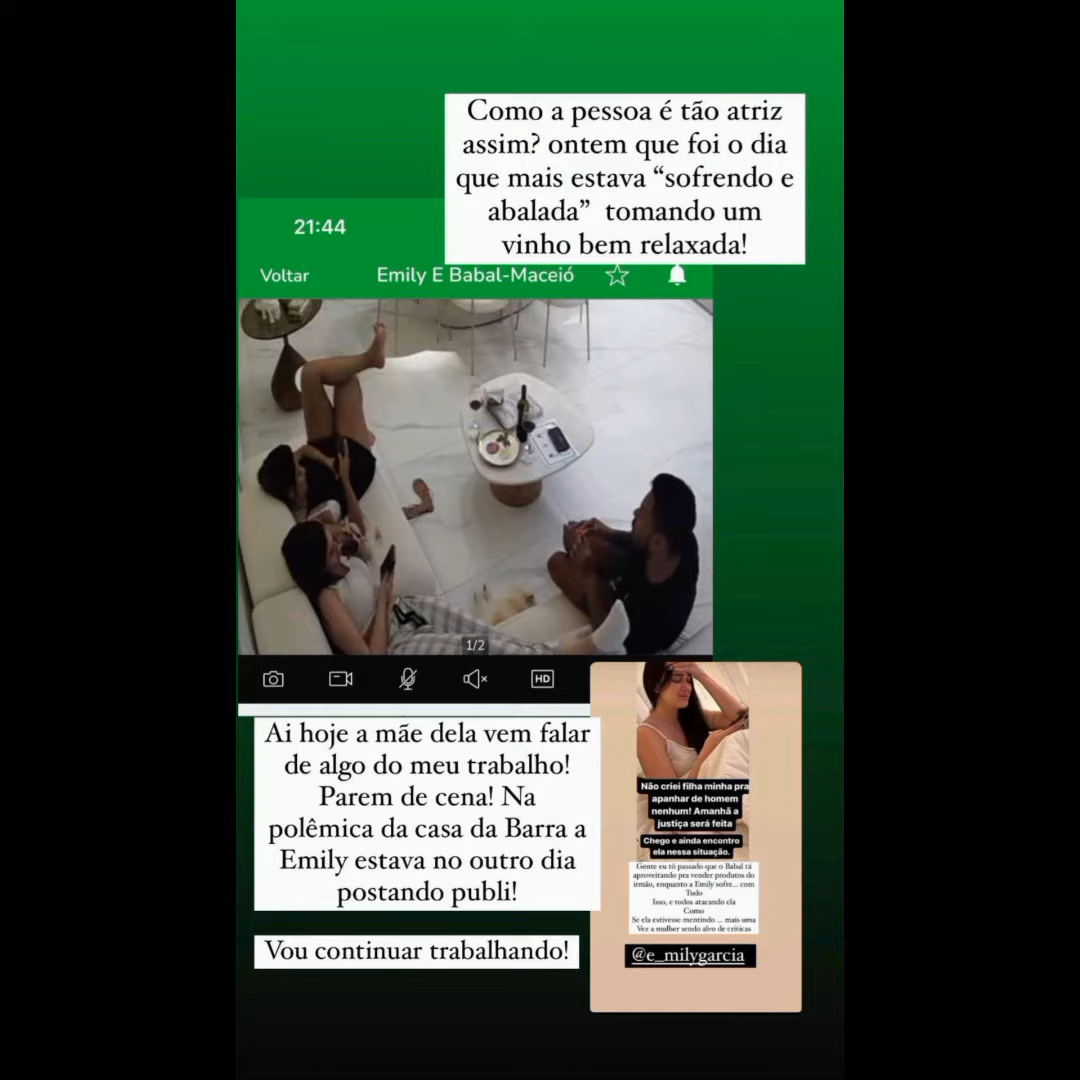 Como a pessoa é tão atriz
assim? ontem que foi o dia
que mais estava “sofrendo e
abalada” tomando um
vinho bem relaxada!
21:44
Voltar
Emily E Babal-Maceió
1/2
HD
Ai hoje a mãe dela vem falar
de algo do meu trabalho!
Parem de cena! Na
polêmica da casa da Barra a
Emily estava no outro dia
postando publi!
Vou continuar trabalhando!
Não criei filha minha pra
apanhar de homem
nenhum! Amanhã a
justiça será feita
Chego e ainda encontro
ela nessa situação.
Gente eu tô passado que o Babal tá
aproveitando pra vender produtos do
irmão, enquanto a Emily sofre... com
Tudo
Isso, e todos atacando ela
Como
Se ela estivesse mentindo ... mais uma
Vez a mulher sendo alvo de críticas
@e_milygarcia